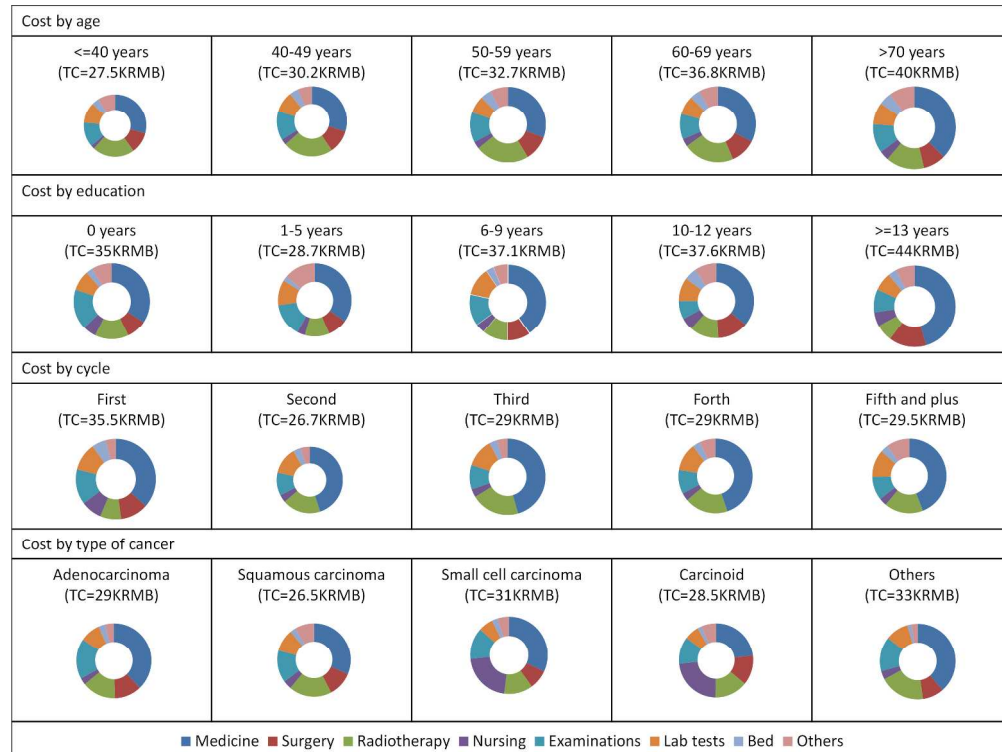 Cost by age
<=40 years
(TC=27.5KRMB)
40-49 years
(TC=30.2KRMB)
50-59 years
(TC=32.7KRMB)
60-69 years
(TC=36.8KRMB)
>70 years
(TC=40KRMB)
Cost by education
0 years
(TC=35KRMB)
1-5 years
(TC=28.7KRMB)
6-9 years
(TC=37.1KRMB)
10-12 years
(TC=37.6KRMB)
>=13 years
(TC=44KRMB)
Cost by cycle
First
(TC=35.5KRMB)
Second
(TC=26.7KRMB)
Third
(TC=29KRMB)
Forth
(TC=29KRMB)
Fifth and plus
(TC=29.5KRMB)
Cost by type of cancer
Adenocarcinoma
(TC=29KRMB)
Squamous carcinoma
(TC=26.5KRMB)
Small cell carcinoma
(TC=31KRMB)
Carcinoid
(TC=28.5KRMB)
Others
(TC=33KRMB)
Medicine Surgery Radiotherapy Nursing Examinations Lab tests Bed Others